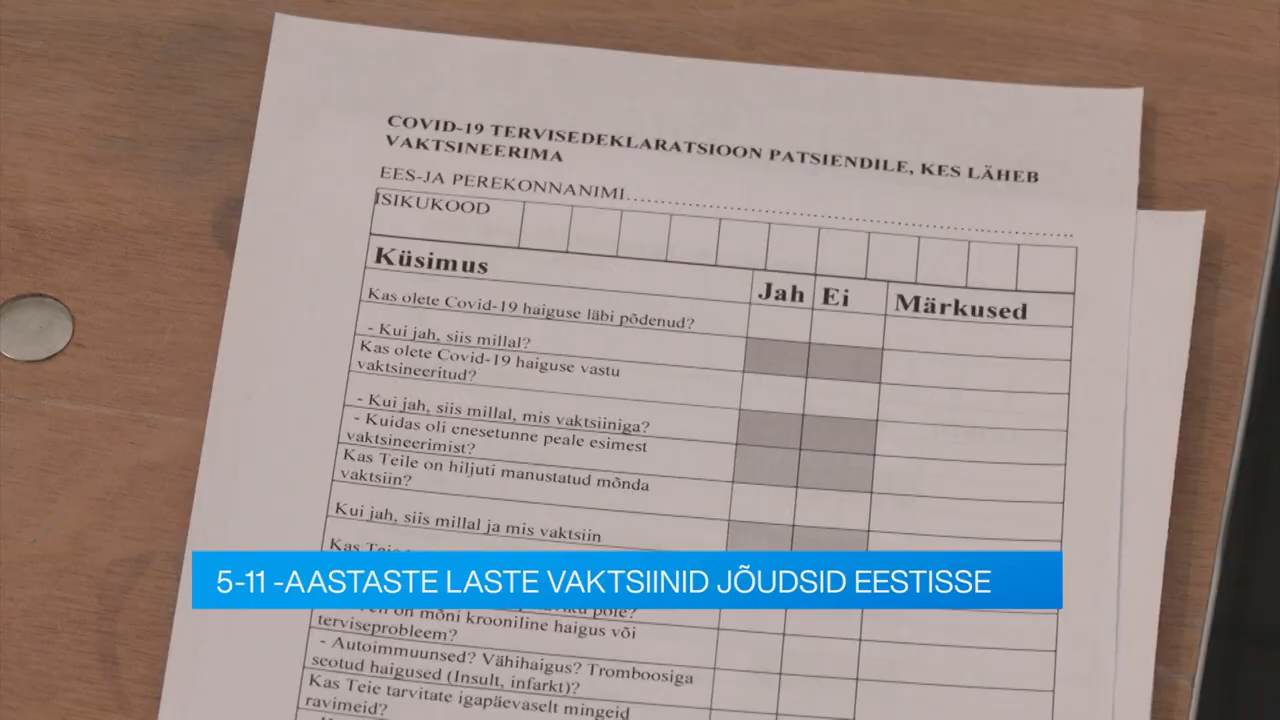 COVID-19 TERVISEDEKLARATSIOON PATSIENDILE, KES LÄHEB
VAKTSINEERIMA
EES-JA PEREKONNANIMI
ISIKUKOOD
Küsimus Jah Ei Märkused
Kas olete Covid-19 haiguse läbi põdenud?
- Kui jah, siis millal?
Kas olete Covid-19 haiguse vastu
vaktsineeritud?
- Kui jah, siis millal, mis vaktsiiniga?
- Kuidas oli enesetunne peale esimest
vaktsineerimist?
Kas Teile on hiljuti manustatud mõnda
vaktsiin?
Kui jah, siis millal ja mis vaktsiin
Kas
5-11 -AASTASTE LASTE VAKTSIINID JÕUDSID EESTISSE
on mõni krooniline haigus või
terviseprobleem?
- Autoimmuunsed? Vähihaigus? Tromboosiga
seotud haigused (Insult, infarkt)?
Kas Teie tarvitate igapäevaselt mingeid
ravimeid?